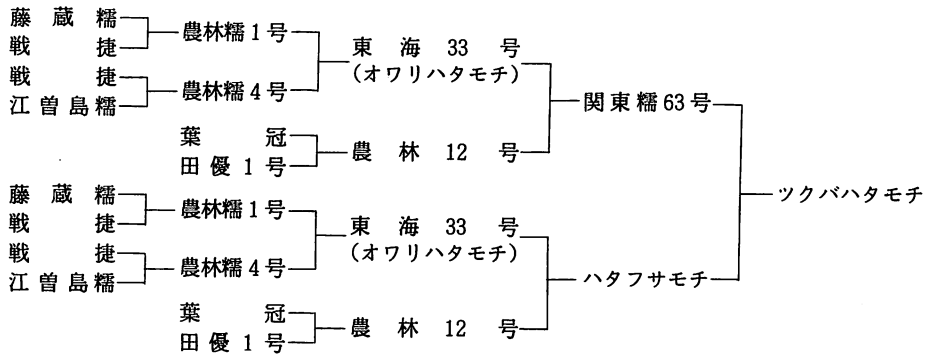 藤蔵糯
戦捷
農林糯1号
戦捷
江曽島糯
農林糯4号
東海33号
(オワリハタモチ)
葉冠
田優1号
農林12号
関東糯63号
藤蔵糯
戦捷
農林糯1号
戦捷
江曽島糯
農林糯4号
東海33号
(オワリハタモチ)
葉冠
田優1号
農林12号
ハタフサモチ
ツクバハタモチ